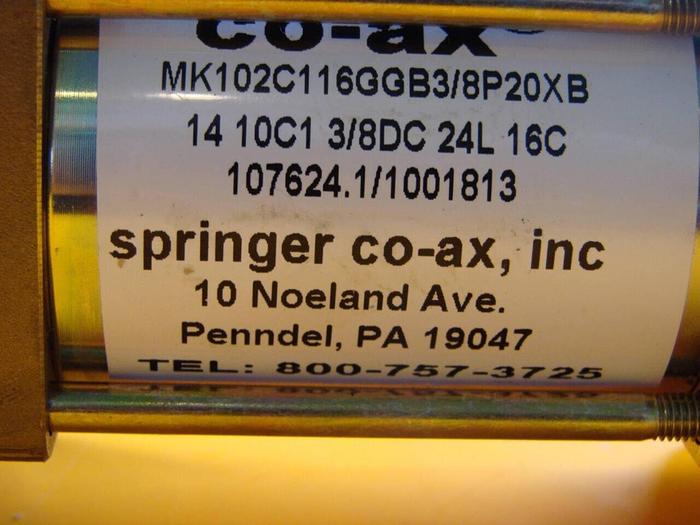 co-ax®
MK102C116GGB3/8P20XB
14 10C1 3/8DC 24L 16C
107624.1/1001813
springer co-ax, inc
10 Noeland Ave.
Penndel, PA 19047
TEL: 800-757-3725